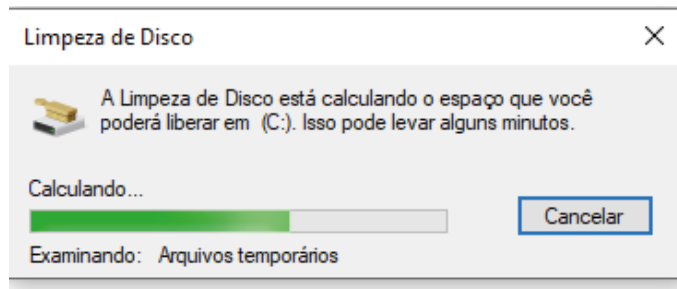 Limpeza de Disco
A Limpeza de Disco está calculando o espaço que você
poderá liberar em  (C:). Isso pode levar alguns minutos.
Calculando...
Cancelar
Examinando:   Arquivos temporários